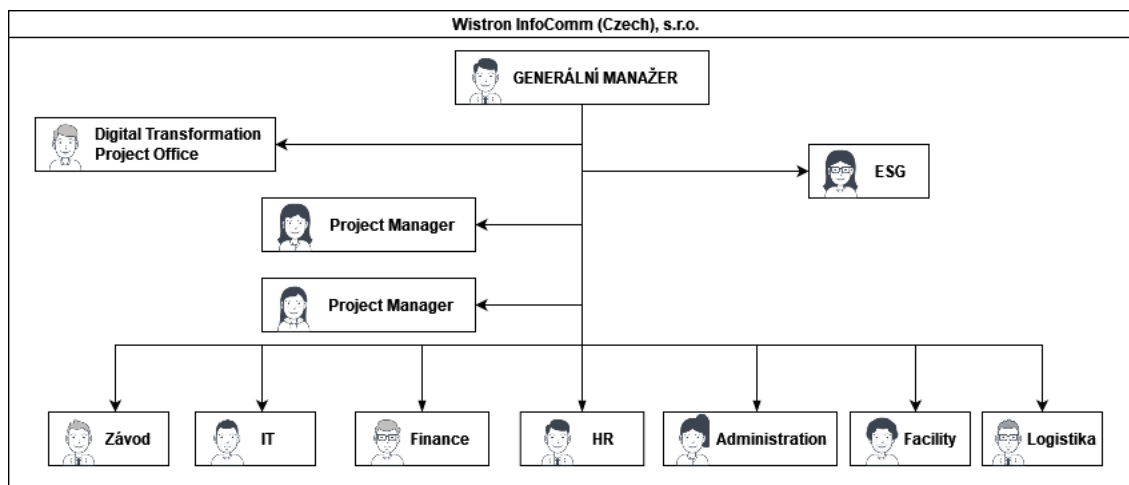 Wistron InfoComm (Czech), s.r.o.
GENERÁLNÍ MANAŽER
Digital Transformation
Project Office
ESG
Project Manager
Project Manager
Závod
IT
Finance
HR
Administration
Facility
Logistika